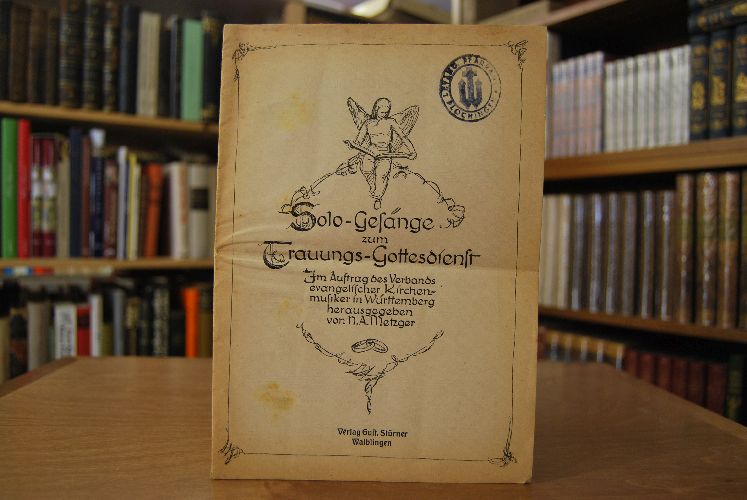 Solo-Gesänge
zum
Trauungs-Gottesdienst
Im Auftrag des Verbands
evangelischer Kirchen-
musiker in Württemberg
herausgegeben
von N.A.Metzger
Verlag Gust. Stürner
Waiblingen